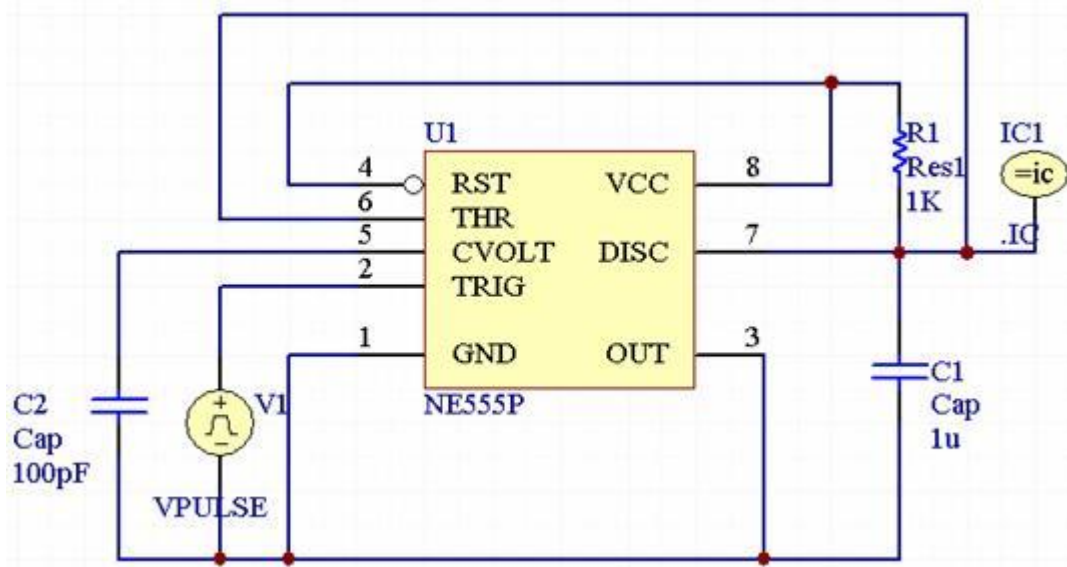 U1
R1
Res1
1K
IC1
=ic
.IC
4
RST
VCC
8
6
THR
5
CVOLT
DISC
7
2
TRIG
1
GND
OUT
3
NE555P
C2
Cap
100pF
V1
VPULSE
C1
Cap
1u